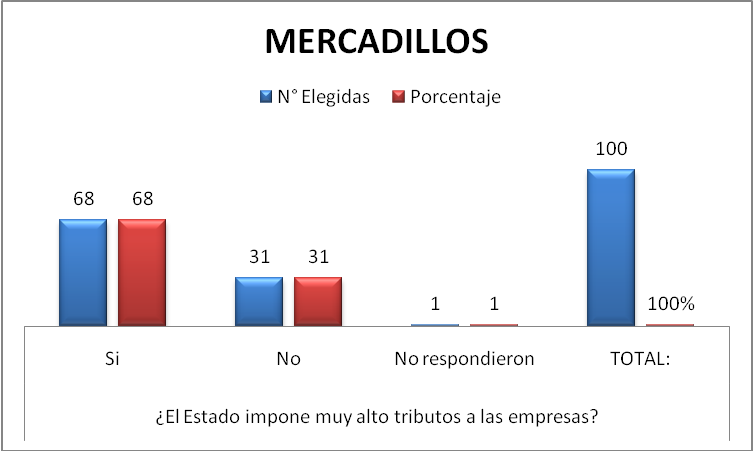 MERCADILLOS
N° Elegidas Porcentaje
100
68 68
31 31
1 1 100%
Si No No respondieron TOTAL:
¿El Estado impone muy alto tributos a las empresas?